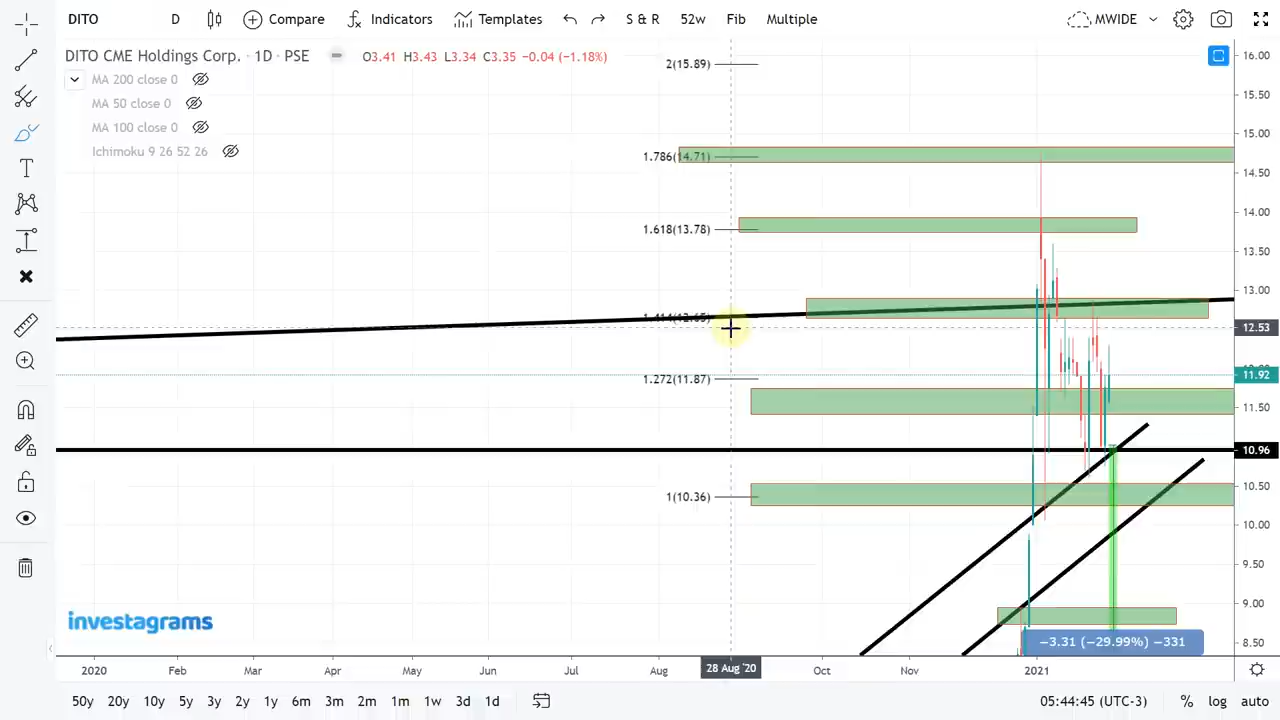 DITO D Compare Indicators Templates S & R 52w Fib Multiple MWIDE
DITO CME Holdings Corp. · 1D · PSE O3.41 H3.43 L3.34 C3.35 −0.04 (−1.18%)
MA 200 close 0
MA 50 close 0
MA 100 close 0
Ichimoku 9 26 52 26
2(15.89)
1.786(14.71)
1.618(13.78)
1.414(12.65)
1.272(11.87)
1(10.36)
16.00
15.50
15.00
14.50
14.00
13.50
13.00
12.53
11.92
11.50
10.96
10.50
10.00
9.50
9.00
8.50
−3.31 (−29.99%) −331
investagrams
2020 Feb Mar Apr May Jun Jul Aug 28 Aug '20 Oct Nov 2021
50y 20y 10y 5y 3y 2y 1y 6m 3m 2m 1m 1w 3d 1d 05:44:45 (UTC-3) % log auto